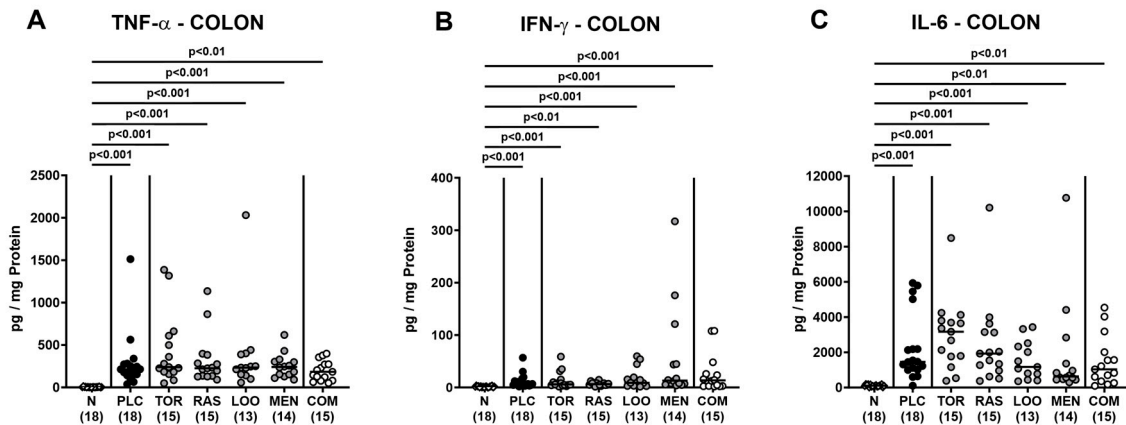 A
TNF-α - COLON
p<0.01
p<0.001
p<0.001
p<0.001
p<0.001
p<0.001
pg / mg Protein
2500
2000
1500
1000
500
0
N PLC TOR RAS LOO MEN COM
(18) (18) (15) (15) (13) (14) (15)
B
IFN-γ - COLON
p<0.001
p<0.001
p<0.001
p<0.01
p<0.001
p<0.001
pg / mg Protein
400
300
200
100
0
N PLC TOR RAS LOO MEN COM
(18) (18) (15) (15) (13) (14) (15)
C
IL-6 - COLON
p<0.01
p<0.01
p<0.001
p<0.001
p<0.001
p<0.001
pg / mg Protein
12000
10000
8000
6000
4000
2000
0
N PLC TOR RAS LOO MEN COM
(18) (18) (15) (15) (13) (14) (15)